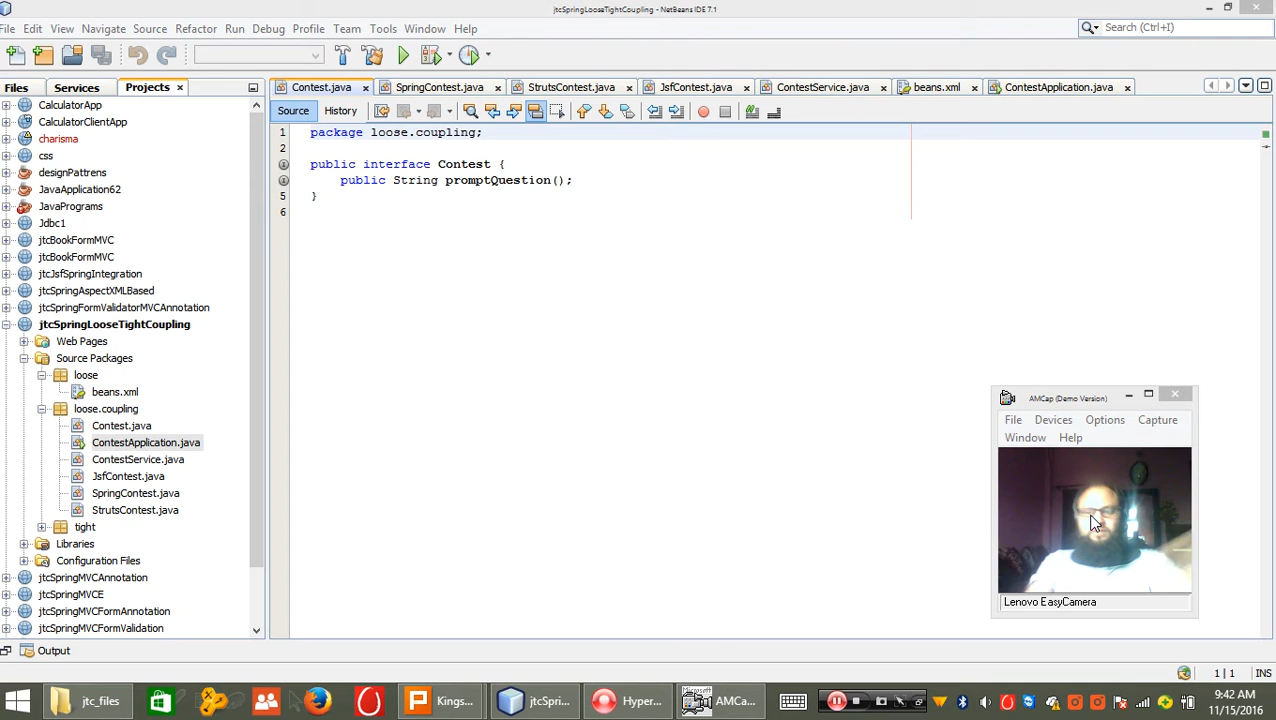 jtcSpringLooseTightCoupling - NetBeans IDE 7.1
File Edit View Navigate Source Refactor Run Debug Profile Team Tools Window Help
Search (Ctrl+I)
Files Services Projects
Contest.java SpringContest.java StrutsContest.java JsfContest.java ContestService.java beans.xml ContestApplication.java
Source History
CalculatorApp
CalculatorClientApp
charisma
css
designPattrens
JavaApplication62
JavaPrograms
Jdbc1
jtcBookFormMVC
jtcBookFormMVC
jtcJsfSpringIntegration
jtcSpringAspectXMLBased
jtcSpringFormValidatorMVCAnnotation
jtcSpringLooseTightCoupling
Web Pages
Source Packages
loose
beans.xml
loose.coupling
Contest.java
ContestApplication.java
ContestService.java
JsfContest.java
SpringContest.java
StrutsContest.java
tight
Libraries
Configuration Files
jtcSpringMVCAnnotation
jtcSpringMVCE
jtcSpringMVCFormAnnotation
jtcSpringMVCFormValidation
1 package loose.coupling;
2
public interface Contest {
public String promptQuestion();
5 }
6
AMCap (Demo Version)
File Devices Options Capture
Window Help
Lenovo EasyCamera
Output
1 | 1 INS
jtc_files
Kings...
jtcSpri...
Hyper...
AMCa...
9:42 AM
11/15/2016